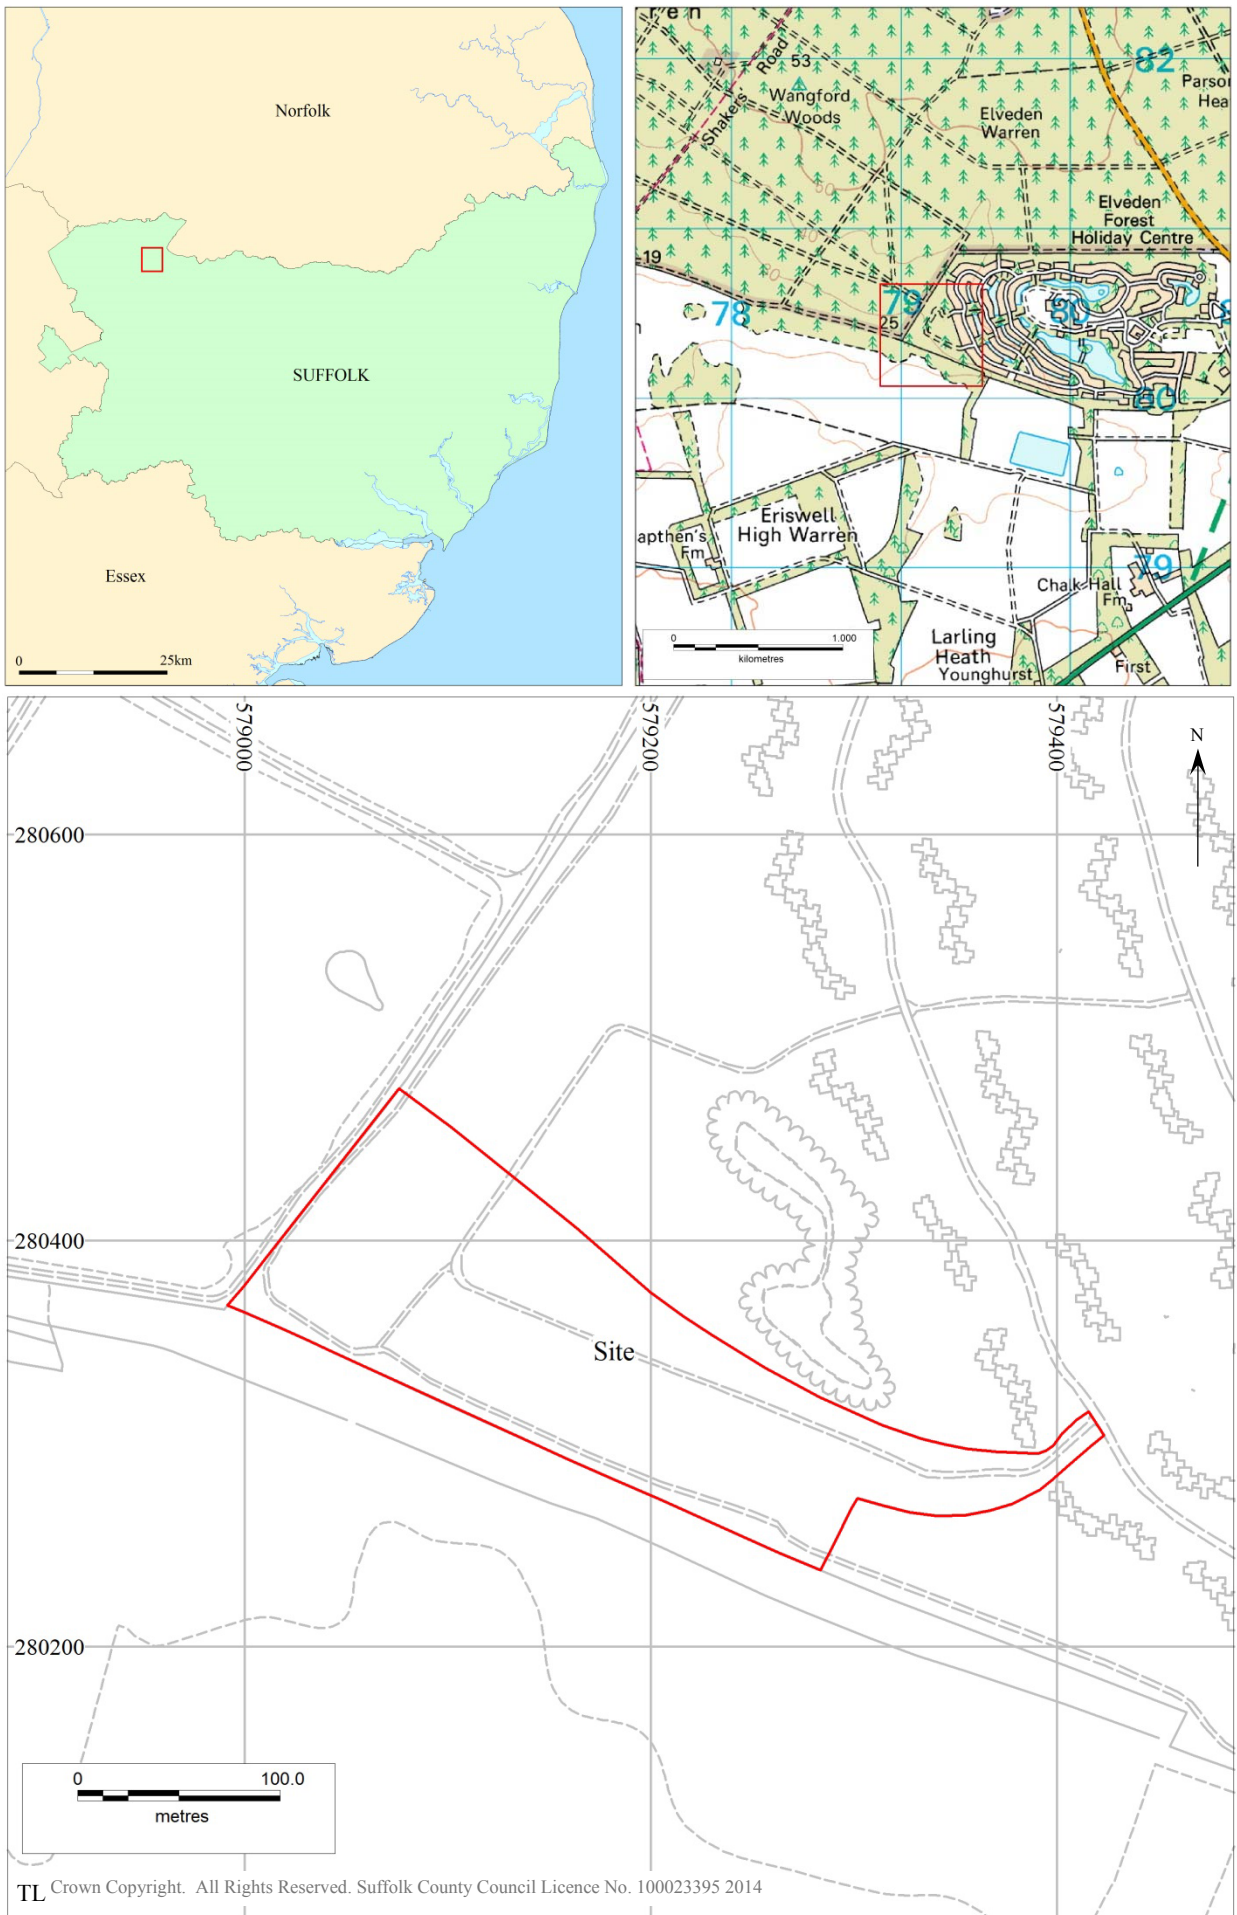 Norfolk
SUFFOLK
Essex
0 25km
r e n
Shakers Road
53
Wangford
Woods
Elveden
Warren
82
Elveden
Forest
Holiday Centre
50
19
78
79
25
80
80
Eriswell
High Warren
apthen's
Fm
79
Chalk Hall
Fm
Larling
Heath
Younghurst
First
0 1.000
kilometres
579000
579200
579400
N
280600
280400
Site
280200
0 100.0
metres
TL Crown Copyright. All Rights Reserved. Suffolk County Council Licence No. 100023395 2014